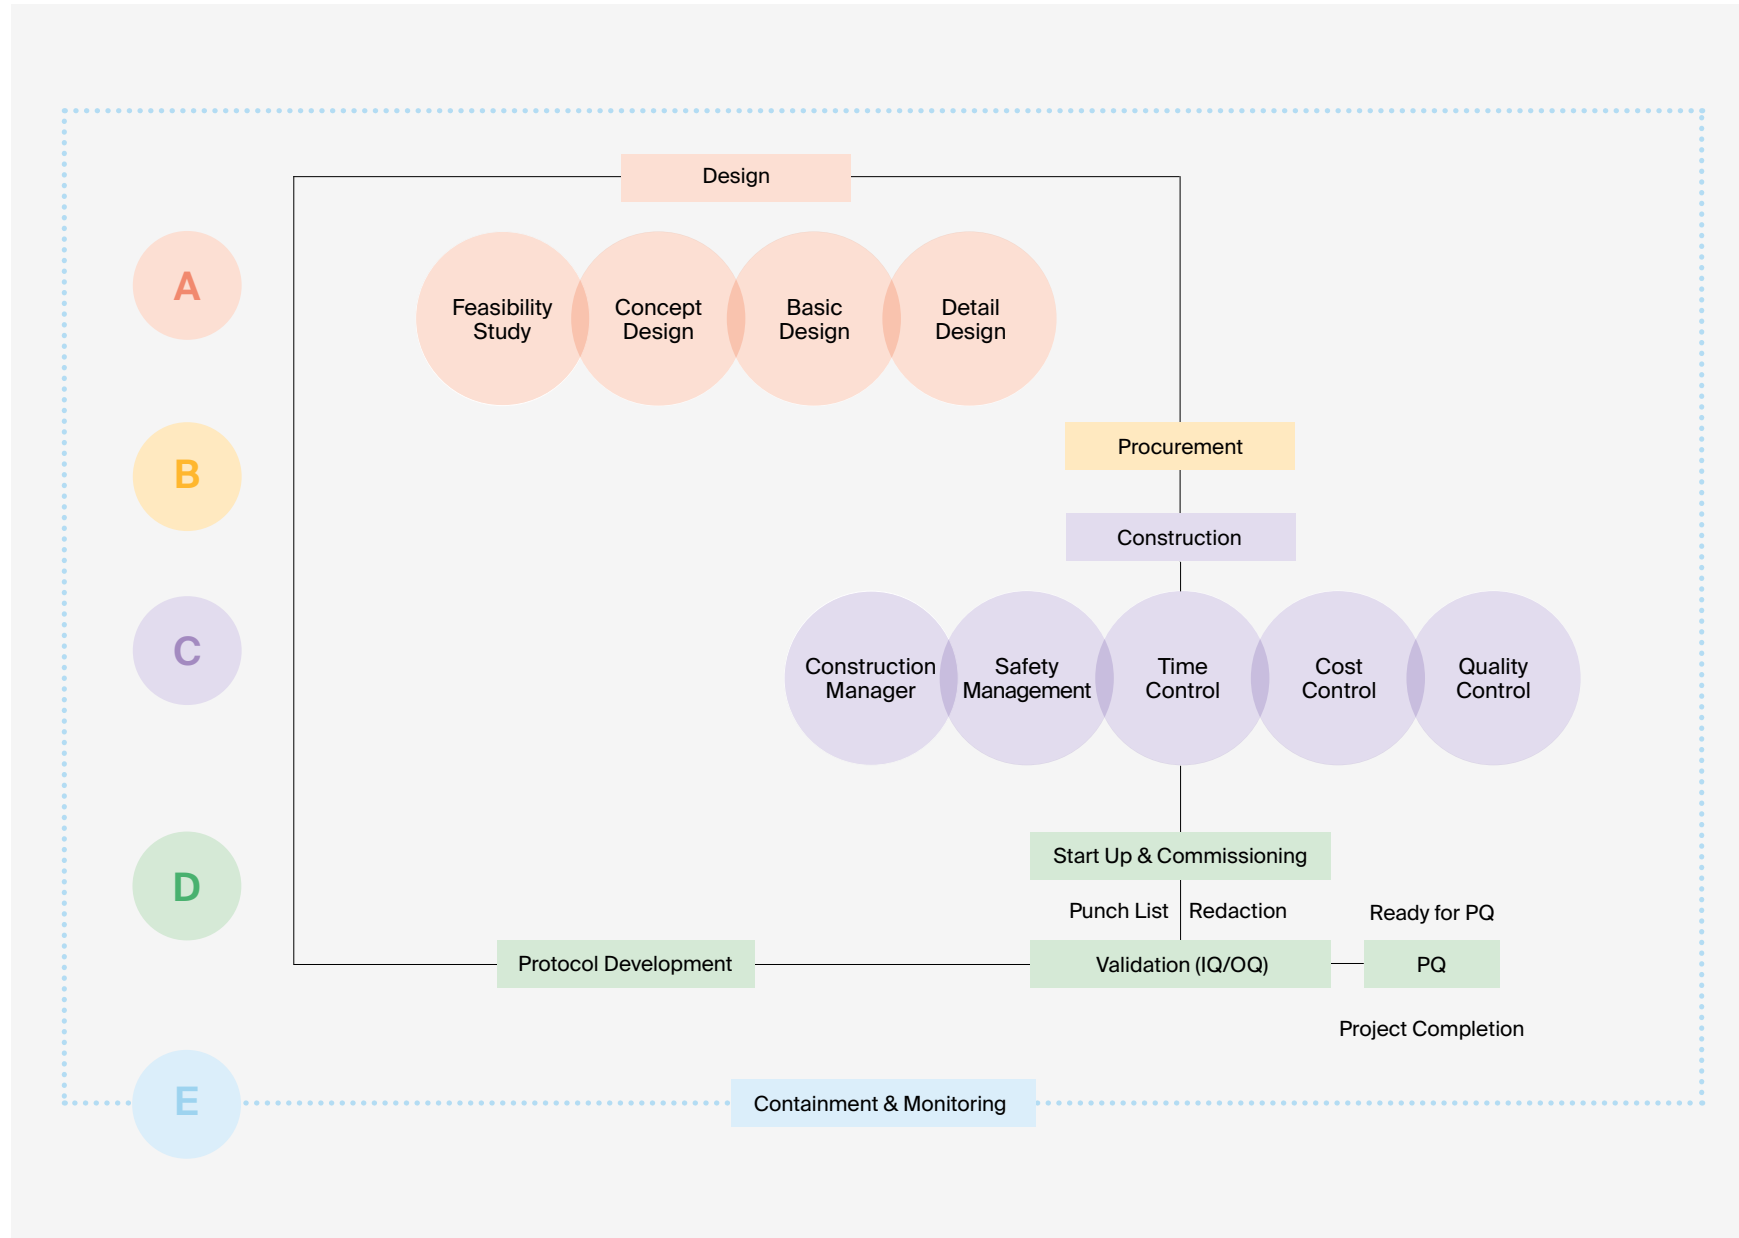 Design
A
Feasibility
Study
Concept
Design
Basic
Design
Detail
Design
B
Procurement
Construction
C
Construction
Manager
Safety
Management
Time
Control
Cost
Control
Quality
Control
D
Start Up & Commissioning
Punch List
Redaction
Ready for PQ
Protocol Development
Validation (IQ/OQ)
PQ
Project Completion
E
Containment & Monitoring